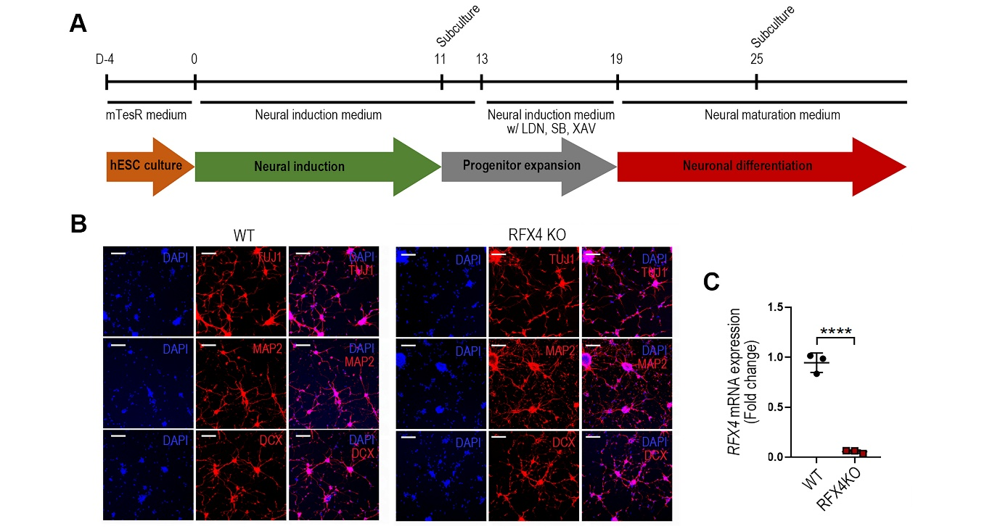 A
Subculture
Subculture
D-4 0 11 13 19 25
mTesR medium
Neural induction medium
Neural induction medium
w/ LDN, SB, XAV
Neural maturation medium
hESC culture
Neural induction
Progenitor expansion
Neuronal differentiation
B
WT
RFX4 KO
DAPI
TUJ1
DAPI
TUJ1
DAPI
TUJ1
DAPI
TUJ1
DAPI
MAP2
DAPI
MAP2
DAPI
MAP2
DAPI
MAP2
DAPI
DCX
DAPI
DCX
DAPI
DCX
DAPI
DCX
C
RFX4 mRNA expression
(Fold change)
1.5
1.0
0.5
0.0
****
WT
RFX4KO